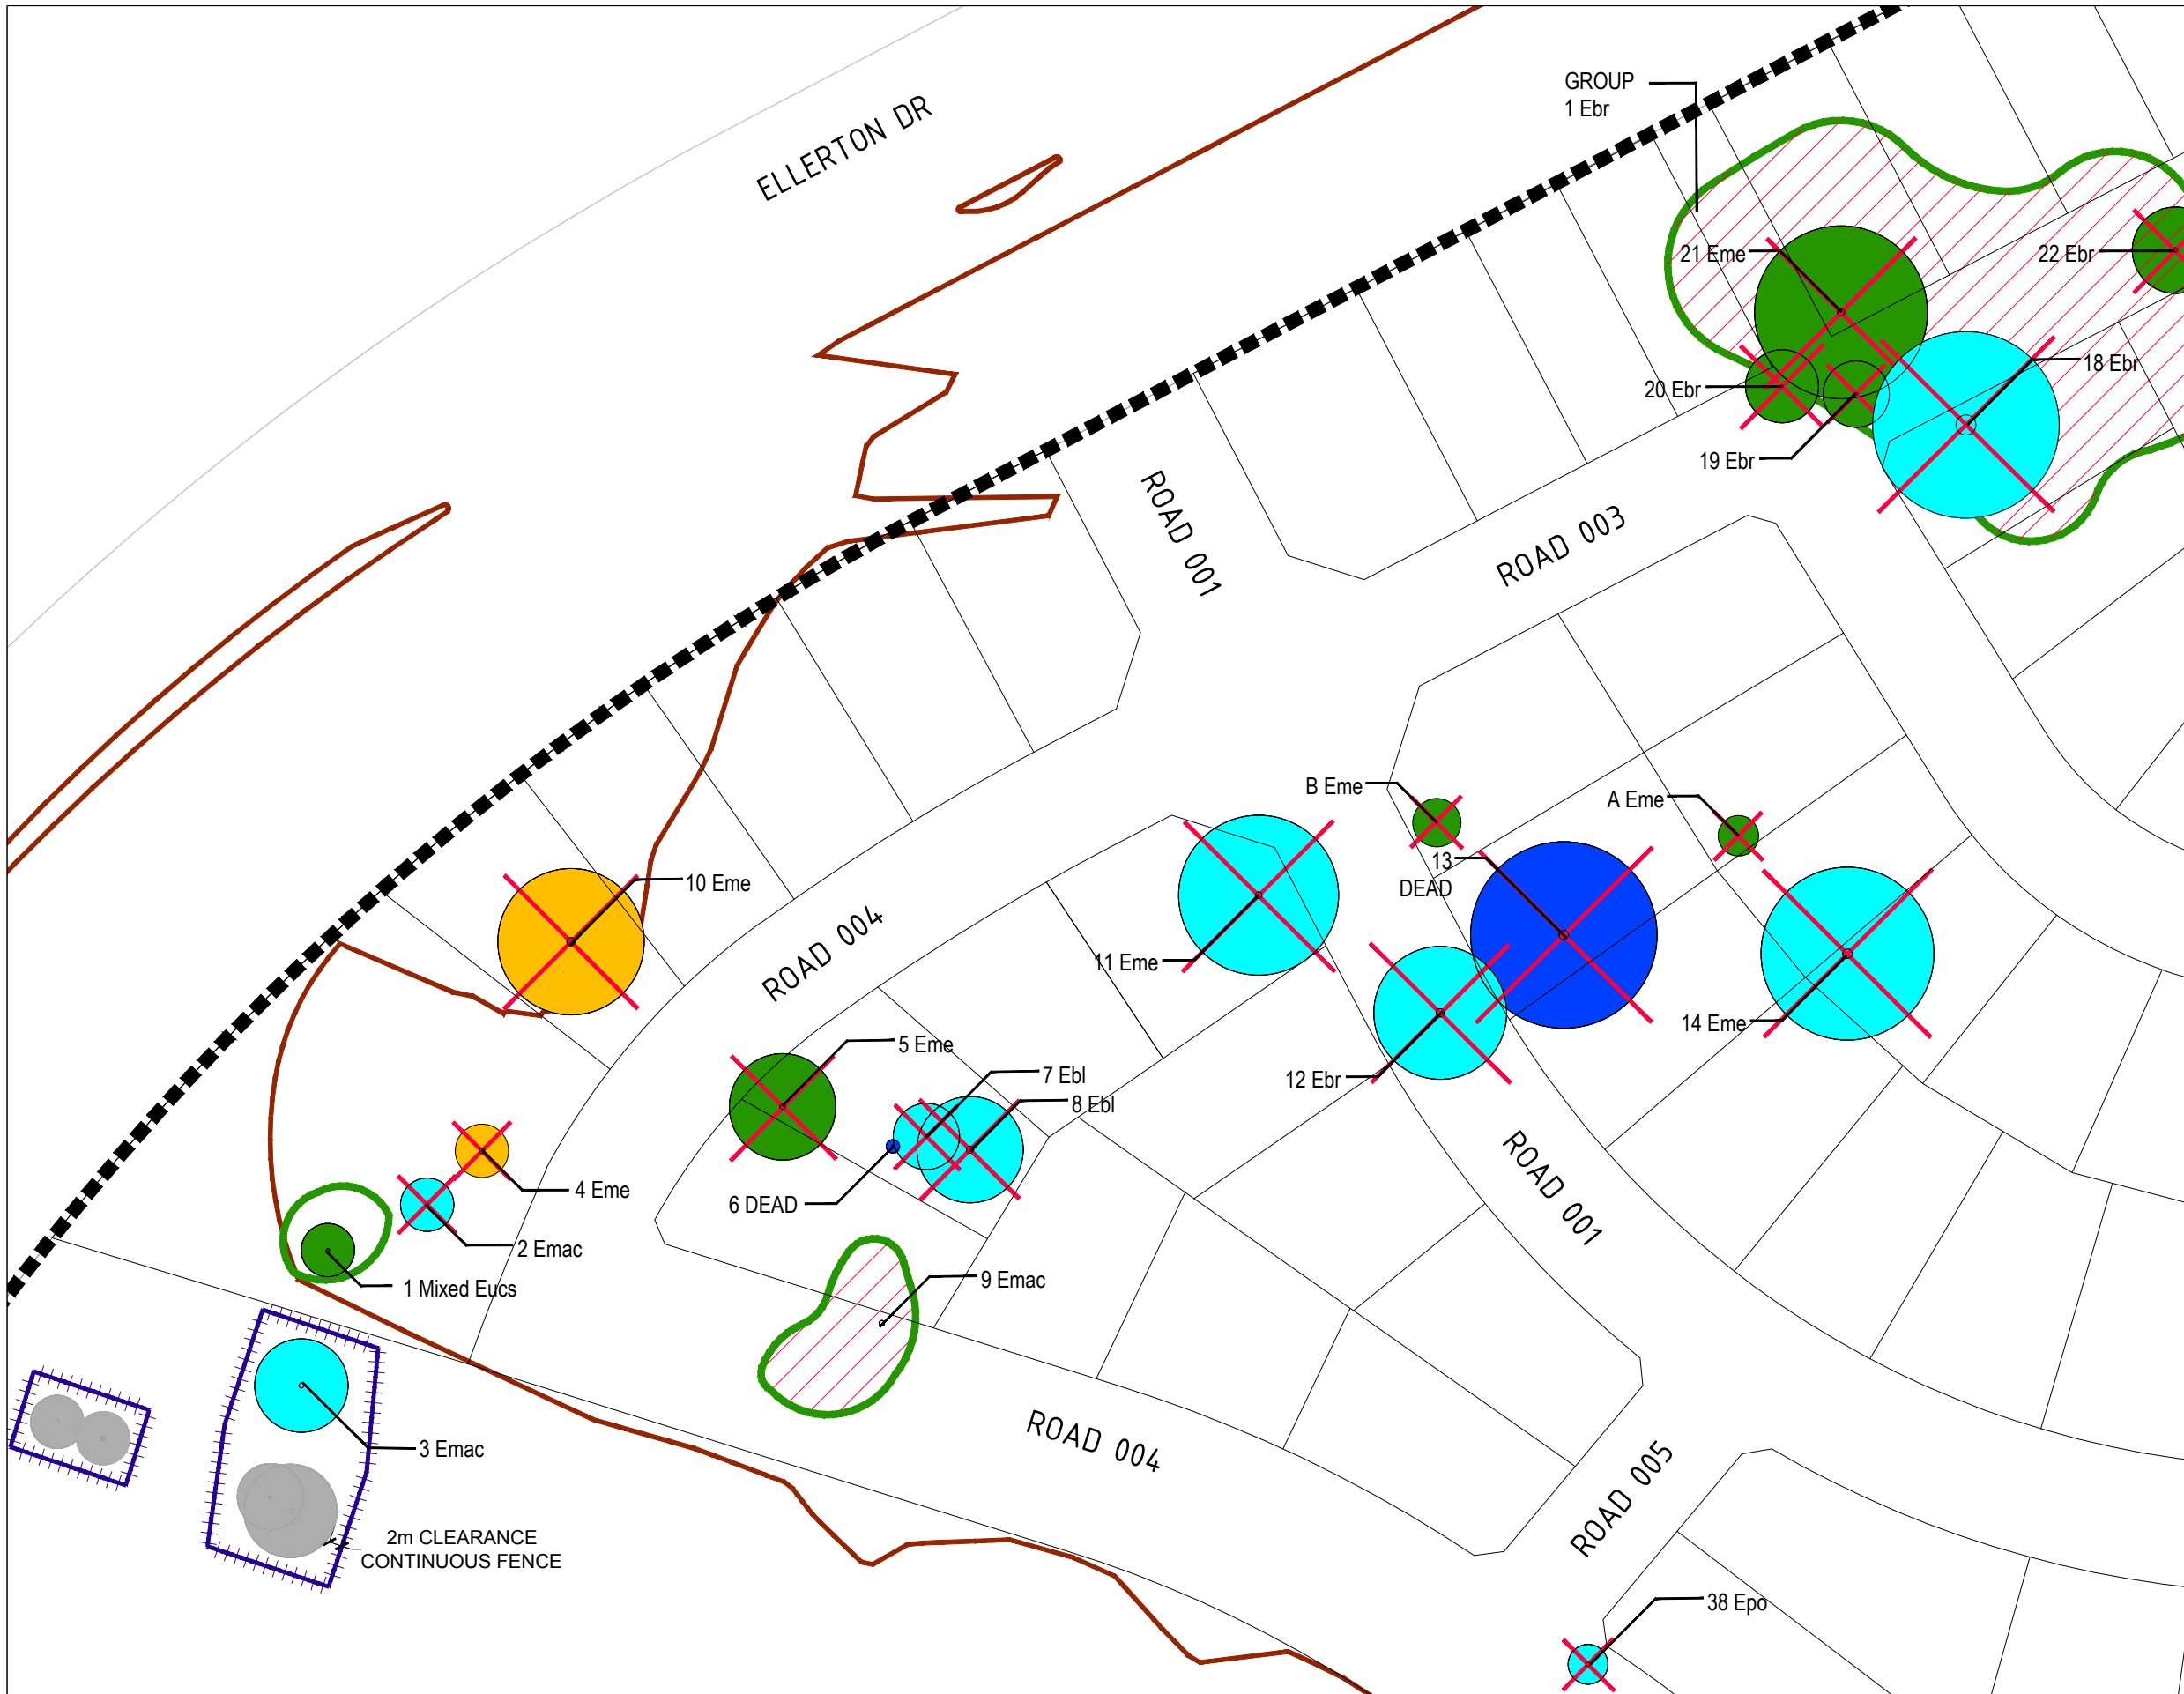 GROUP
1 Ebr
ELLERTON DR
21 Eme
22 Ebr
18 Ebr
20 Ebr
19 Ebr
ROAD 001
ROAD 003
B Eme
A Eme
13
DEAD
10 Eme
ROAD 004
11 Eme
14 Eme
5 Eme
7 Ebl
8 Ebl
12 Ebr
4 Eme
6 DEAD
ROAD 001
2 Emac
1 Mixed Eucs
9 Emac
3 Emac
ROAD 004
ROAD 005
2m CLEARANCE
CONTINUOUS FENCE
38 Epo